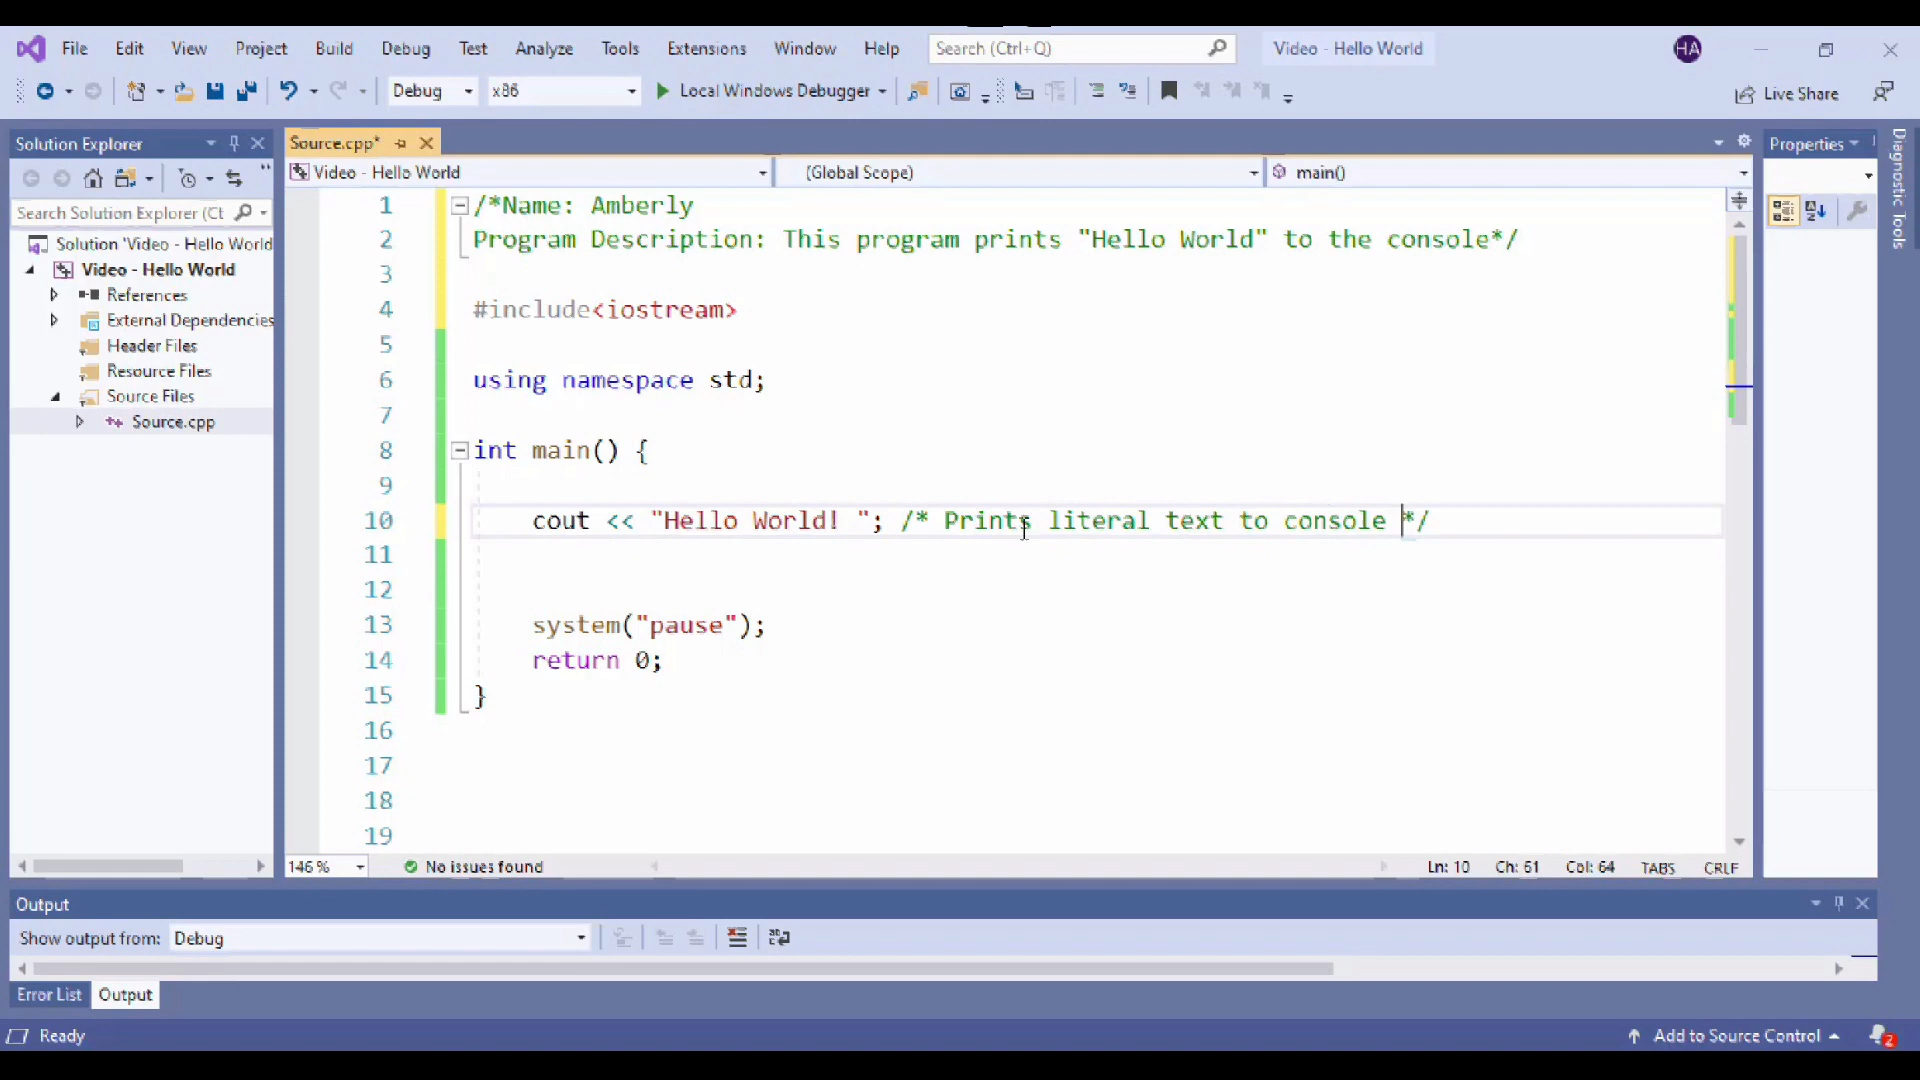 File Edit View Project Build Debug Test Analyze Tools Extensions Window Help Search (Ctrl+Q) Video - Hello World HA
Debug x86 Local Windows Debugger Live Share
Solution Explorer
Search Solution Explorer (Ct
Solution 'Video - Hello World
Video - Hello World
References
External Dependencies
Header Files
Resource Files
Source Files
Source.cpp
Source.cpp*
Video - Hello World (Global Scope) main()
1 /*Name: Amberly
2 Program Description: This program prints "Hello World" to the console*/
3
4 #include<iostream>
5
6 using namespace std;
7
8 int main() {
9
10 cout << "Hello World! "; /* Prints literal text to console */
11
12
13 system("pause");
14 return 0;
15 }
16
17
18
19
146 % No issues found Ln: 10 Ch: 61 Col: 64 TABS CRLF
Properties
Diagnostic Tools
Output
Show output from: Debug
Error List Output
Ready Add to Source Control 2